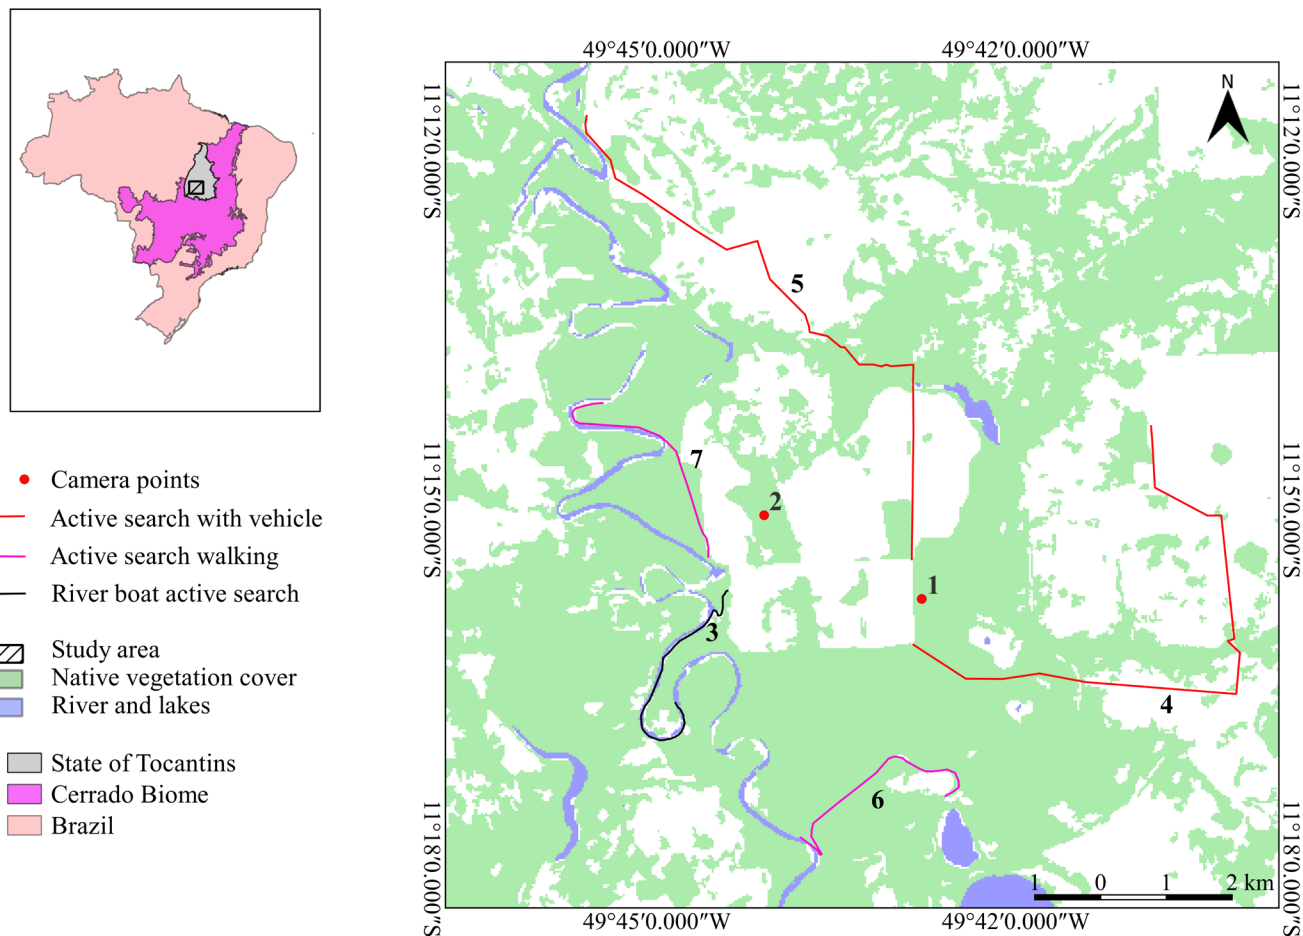 49°45′0.000″W 49°42′0.000″W
11°12′0.000″S
11°12′0.000″S
N
5
7
11°15′0.000″S
11°15′0.000″S
2
1
3
4
6
11°18′0.000″S
11°18′0.000″S
1 0 1 2 km
49°45′0.000″W 49°42′0.000″W
Camera points
Active search with vehicle
Active search walking
River boat active search
Study area
Native vegetation cover
River and lakes
State of Tocantins
Cerrado Biome
Brazil